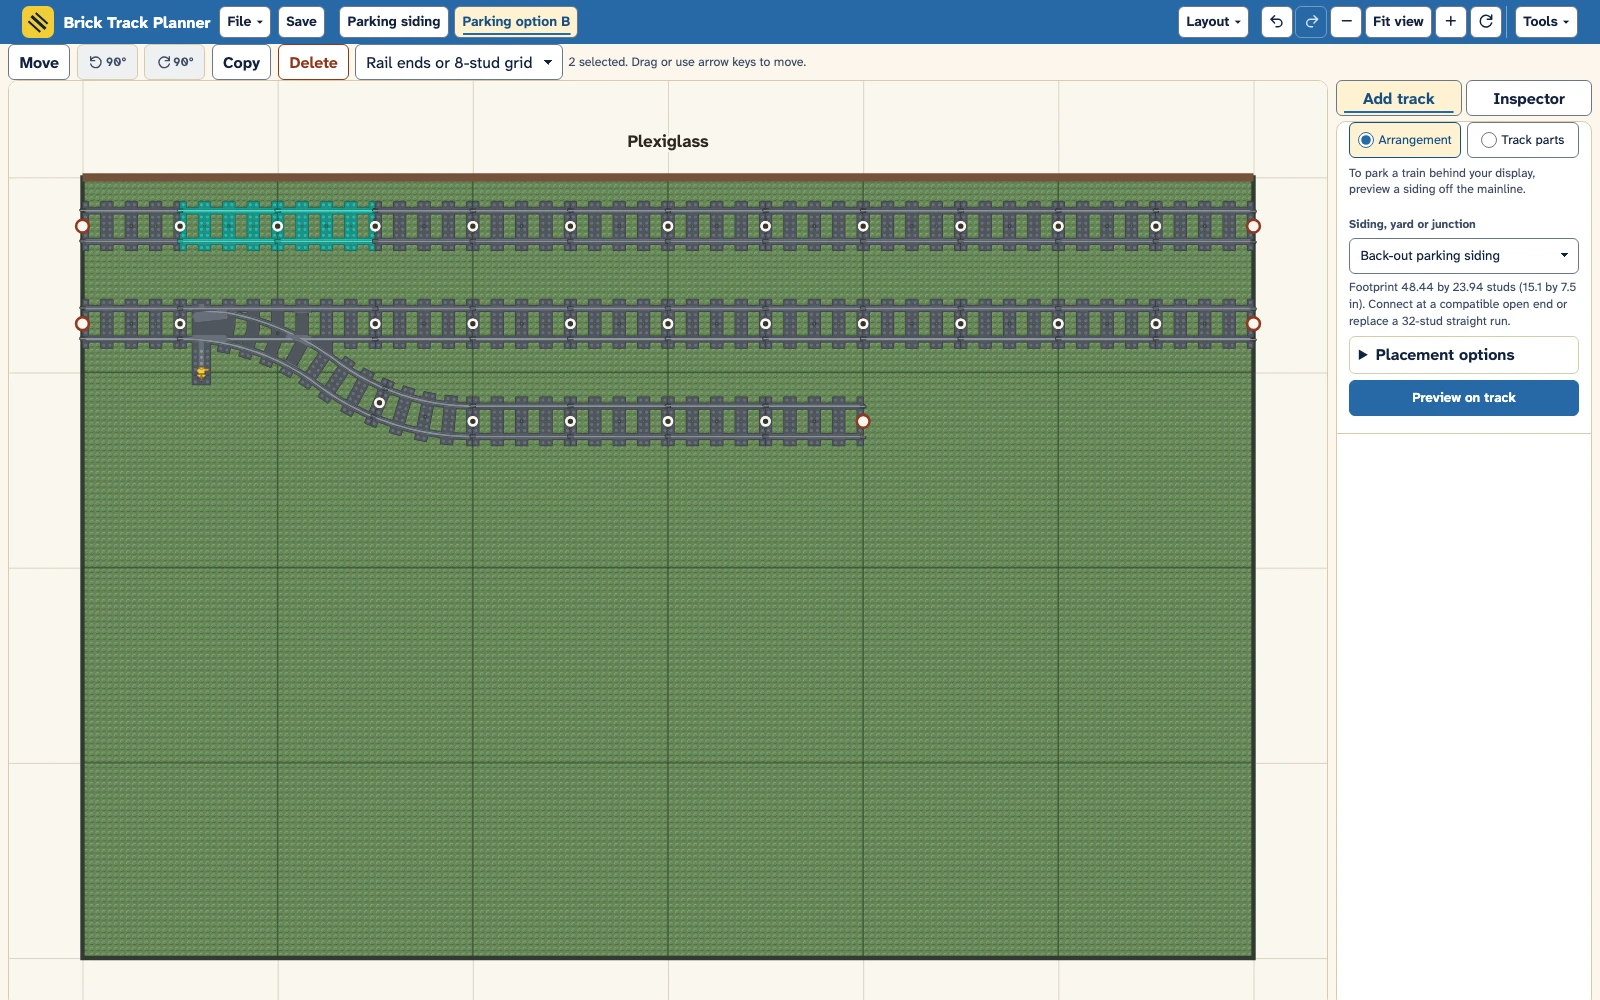 Brick Track Planner
File
Save
Parking siding
Parking option B
Layout
Fit view
Tools
Move
90°
90°
Copy
Delete
Rail ends or 8-stud grid
2 selected. Drag or use arrow keys to move.
Plexiglass
Add track
Inspector
Arrangement
Track parts
To park a train behind your display,
preview a siding off the mainline.
Siding, yard or junction
Back-out parking siding
Footprint 48.44 by 23.94 studs (15.1 by 7.5
in). Connect at a compatible open end or
replace a 32-stud straight run.
Placement options
Preview on track